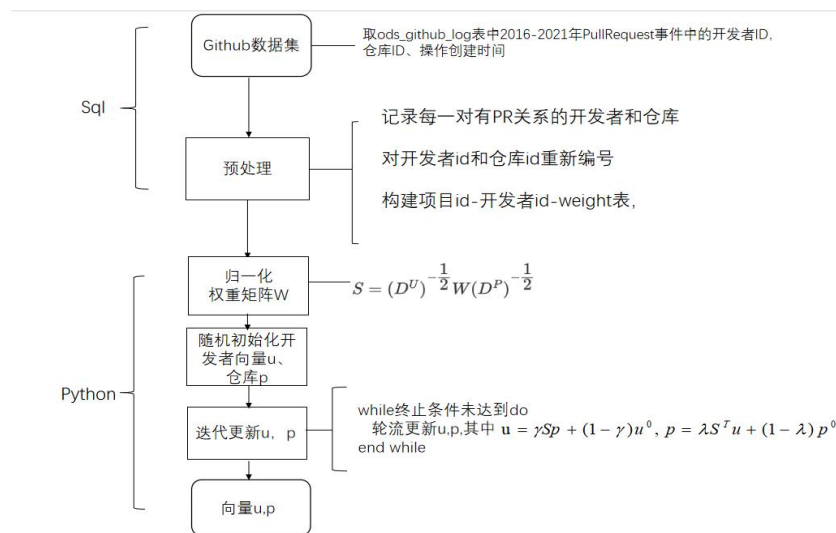 Github数据集
取ods_github_log表中2016-2021年PullRequest事件中的开发者ID,
仓库ID、操作创建时间
Sql
预处理
记录每一对有PR关系的开发者和仓库
对开发者id和仓库id重新编号
构建项目id-开发者id-weight表,
归一化
权重矩阵W
S = (D^U)^{-1/2} W(D^P)^{-1/2}
随机初始化开
发者向量u、
仓库p
Python
迭代更新u，p
while终止条件未达到do
轮流更新u,p,其中 u = γSp + (1 − γ)u^0, p = λS^T u + (1 − λ) p^0
end while
向量u,p